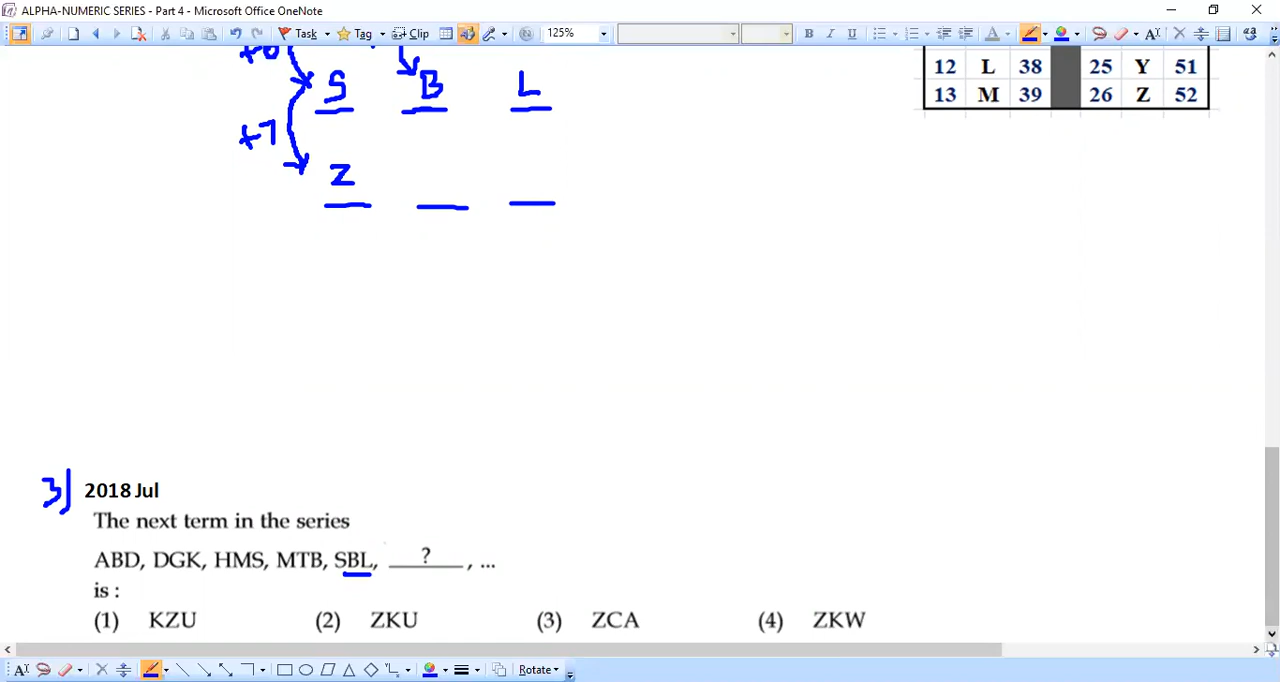 ALPHA-NUMERIC SERIES - Part 4 - Microsoft Office OneNote
Task Tag Clip 125% B I U A
12 L 38 25 Y 51
13 M 39 26 Z 52
S B L
+7
Z
3) 2018 Jul
The next term in the series
ABD, DGK, HMS, MTB, SBL, ? , ...
is :
(1) KZU (2) ZKU (3) ZCA (4) ZKW
Rotate